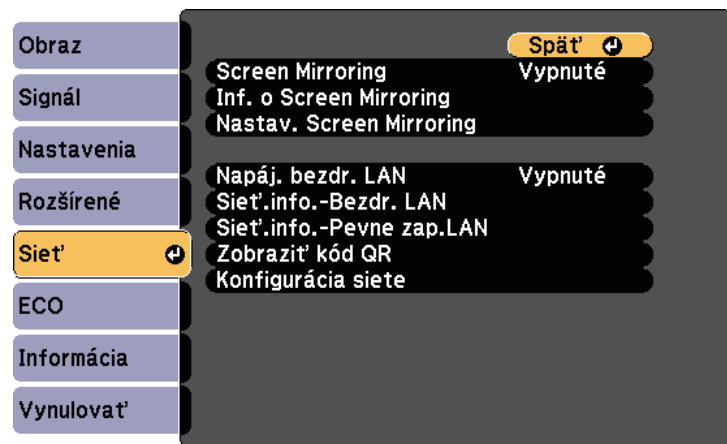 Obraz
Signál
Nastavenia
Rozšírené
Sieť
ECO
Informácia
Vynulovať
Späť
Screen Mirroring Vypnuté
Inf. o Screen Mirroring
Nastav. Screen Mirroring
Napáj. bezdr. LAN Vypnuté
Sieť.info.-Bezdr. LAN
Sieť.info.-Pevne zap.LAN
Zobraziť kód QR
Konfigurácia siete